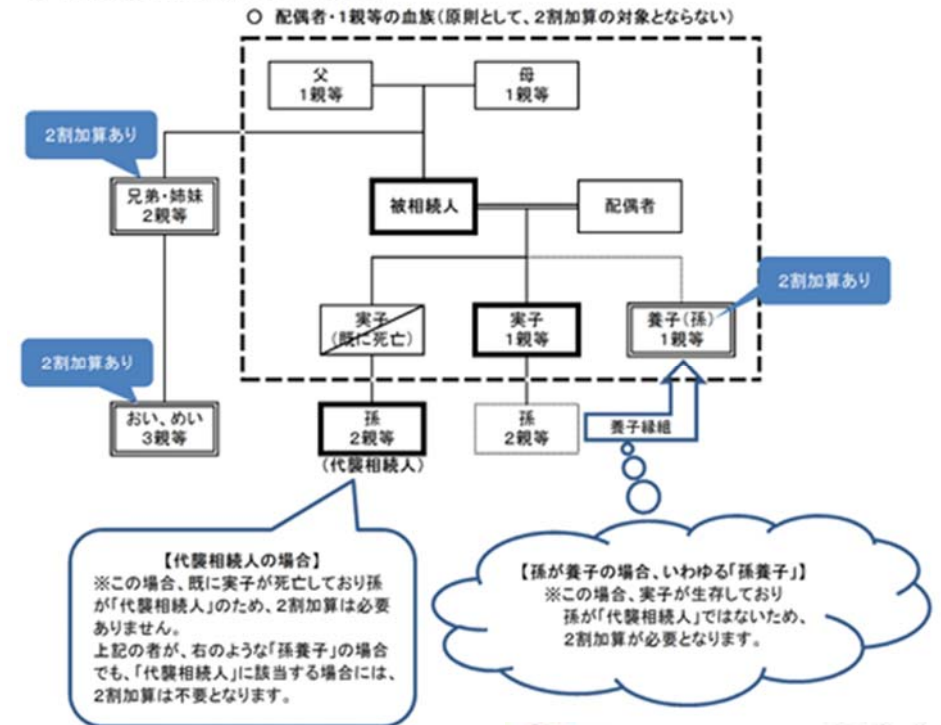 ○ 配偶者・1親等の血族(原則として、2割加算の対象とならない)
父
1親等
母
1親等
2割加算あり
兄弟・姉妹
2親等
被相続人
配偶者
2割加算あり
実子
(既に死亡)
実子
1親等
養子(孫)
1親等
2割加算あり
おい、めい
3親等
孫
2親等
(代襲相続人)
孫
2親等
養子縁組
【代襲相続人の場合】
※この場合、既に実子が死亡しており孫
が「代襲相続人」のため、2割加算は必要
ありません。
上記の者が、右のような「孫養子」の場合
でも、「代襲相続人」に該当する場合には、
2割加算は不要となります。
【孫が養子の場合、いわゆる「孫養子」】
※この場合、実子が生存しており
孫が「代襲相続人」ではないため、
2割加算が必要となります。